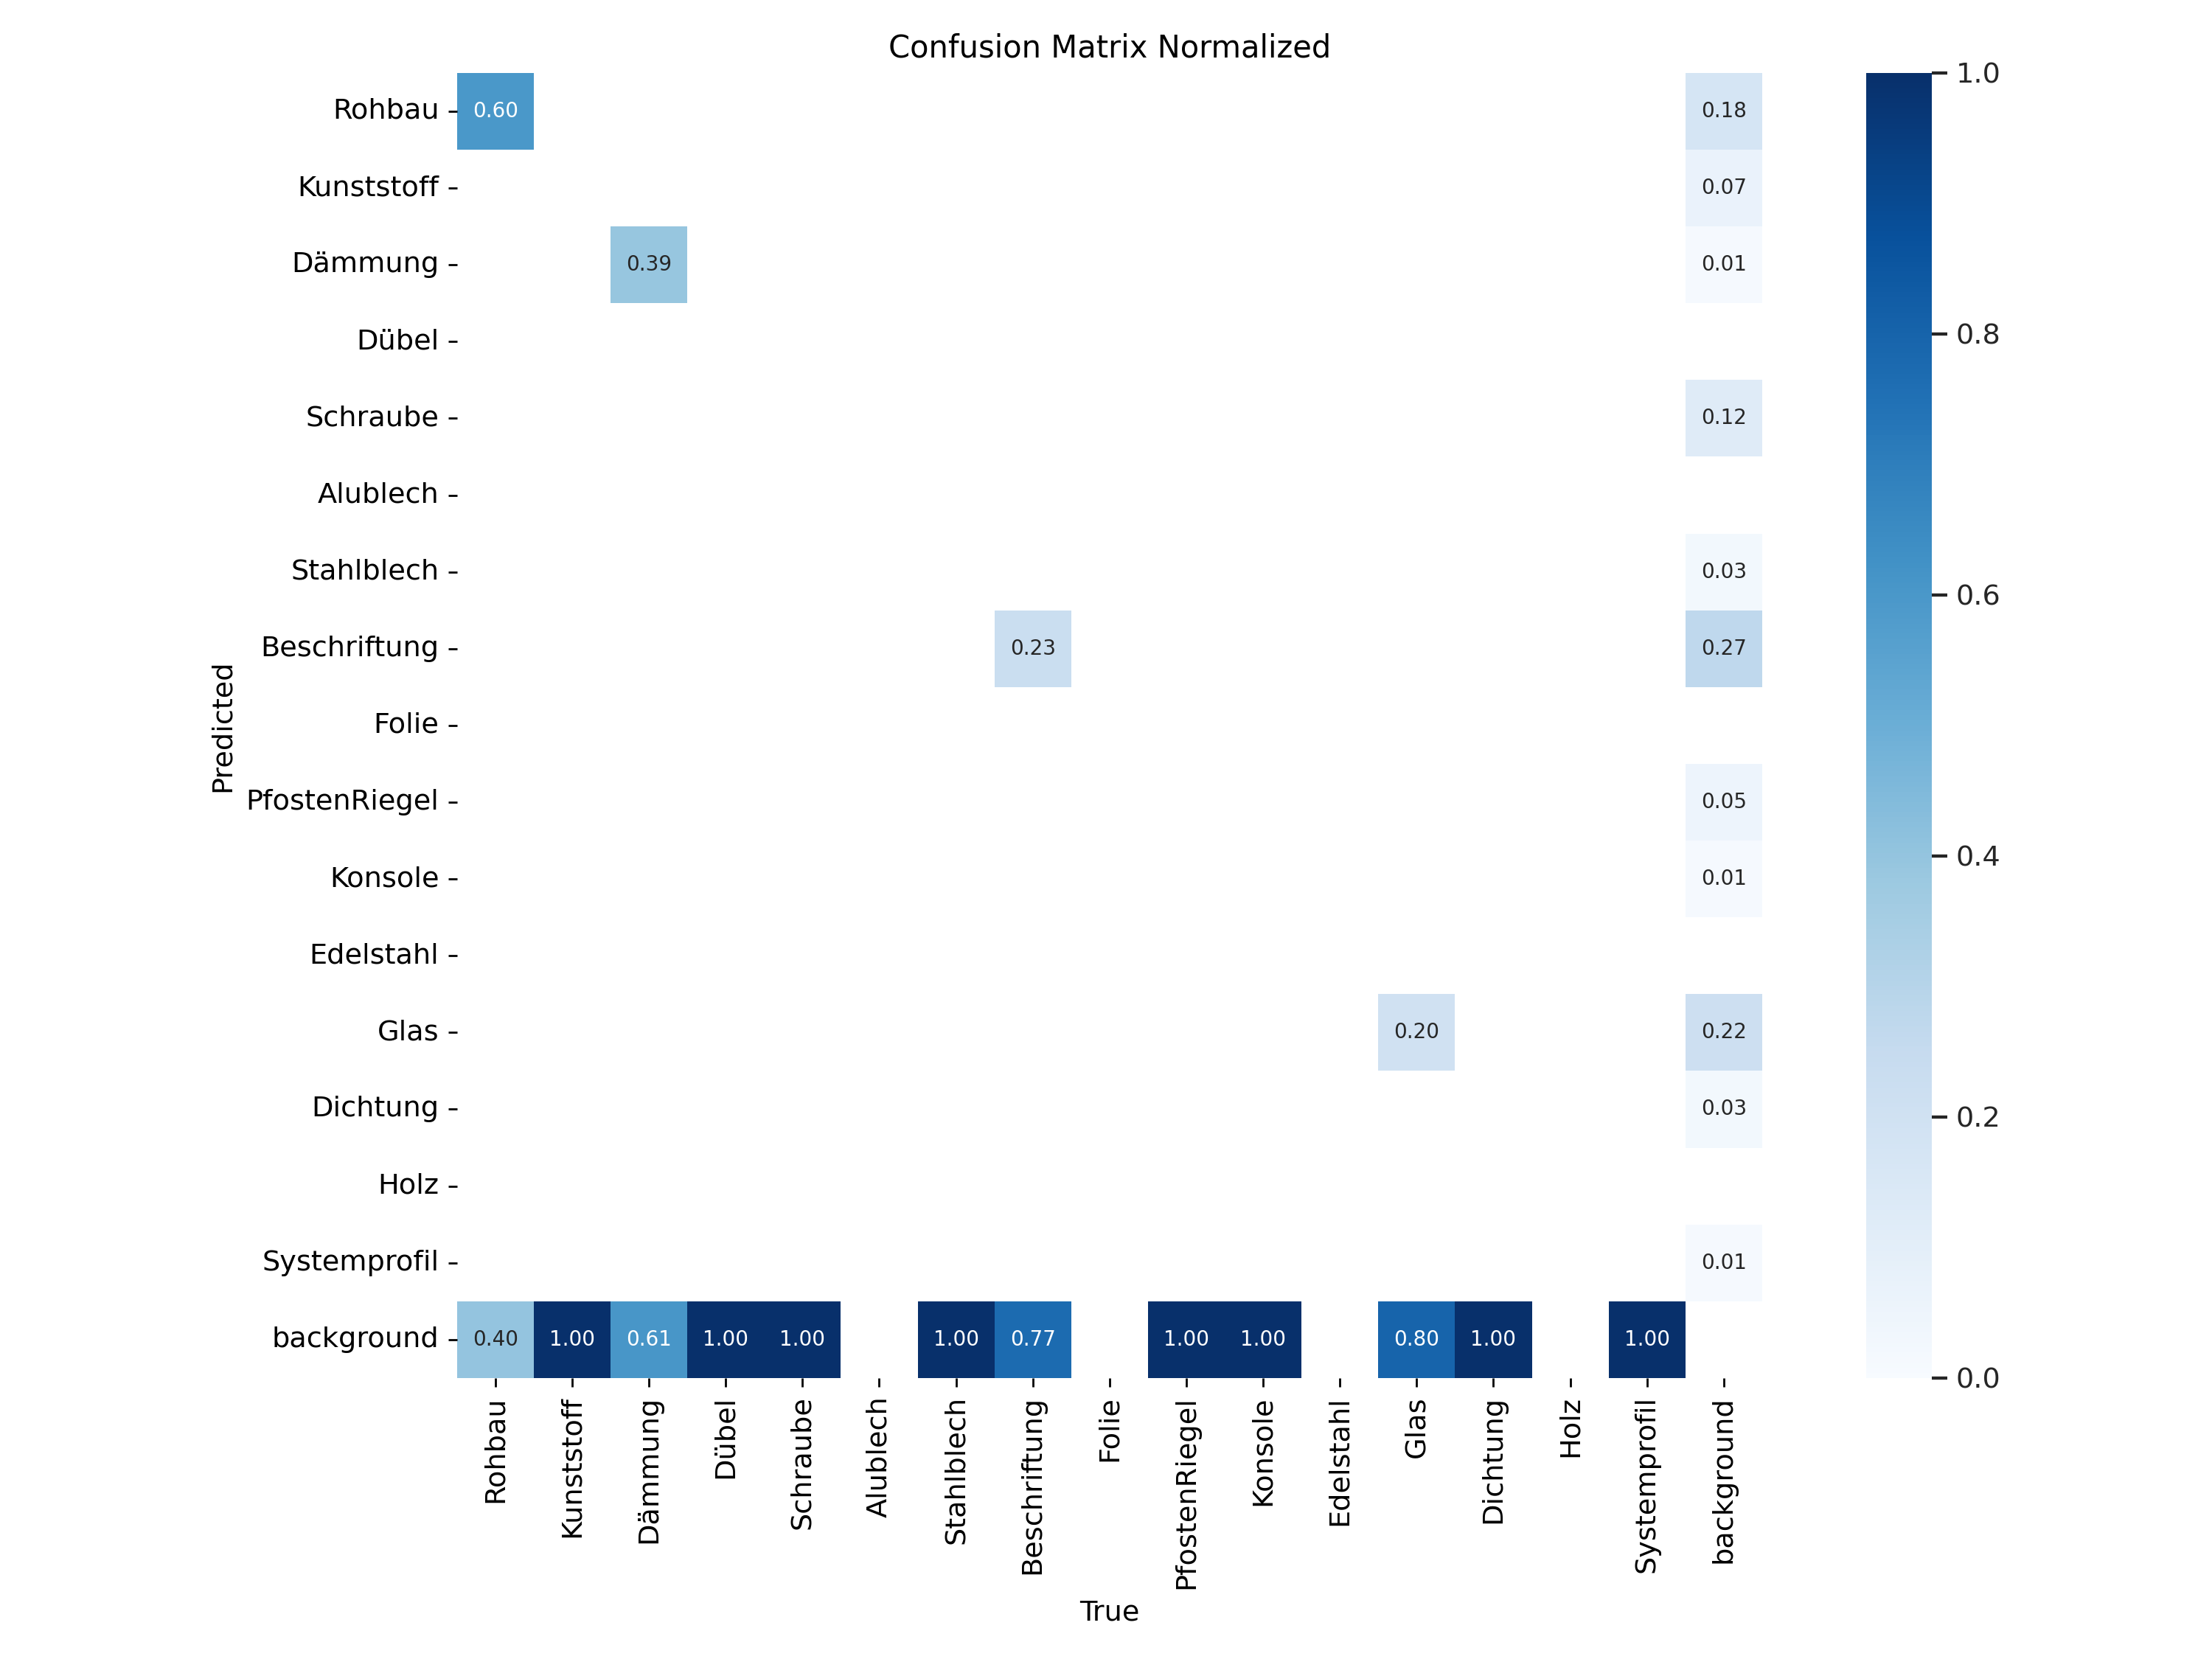 Confusion Matrix Normalized
Rohbau
0.60
0.18
Kunststoff
0.07
Dämmung
0.39
0.01
Dübel
Schraube
0.12
Alublech
Stahlblech
0.03
Beschriftung
0.23
0.27
Folie
PfostenRiegel
0.05
Konsole
0.01
Edelstahl
Glas
0.20
0.22
Dichtung
0.03
Holz
Systemprofil
0.01
background
0.40 1.00 0.61 1.00 1.00 1.00 0.77 1.00 1.00 0.80 1.00 1.00
Predicted
Rohbau
Kunststoff
Dämmung
Dübel
Schraube
Alublech
Stahlblech
Beschriftung
Folie
PfostenRiegel
Konsole
Edelstahl
Glas
Dichtung
Holz
Systemprofil
background
True
1.0
0.8
0.6
0.4
0.2
0.0